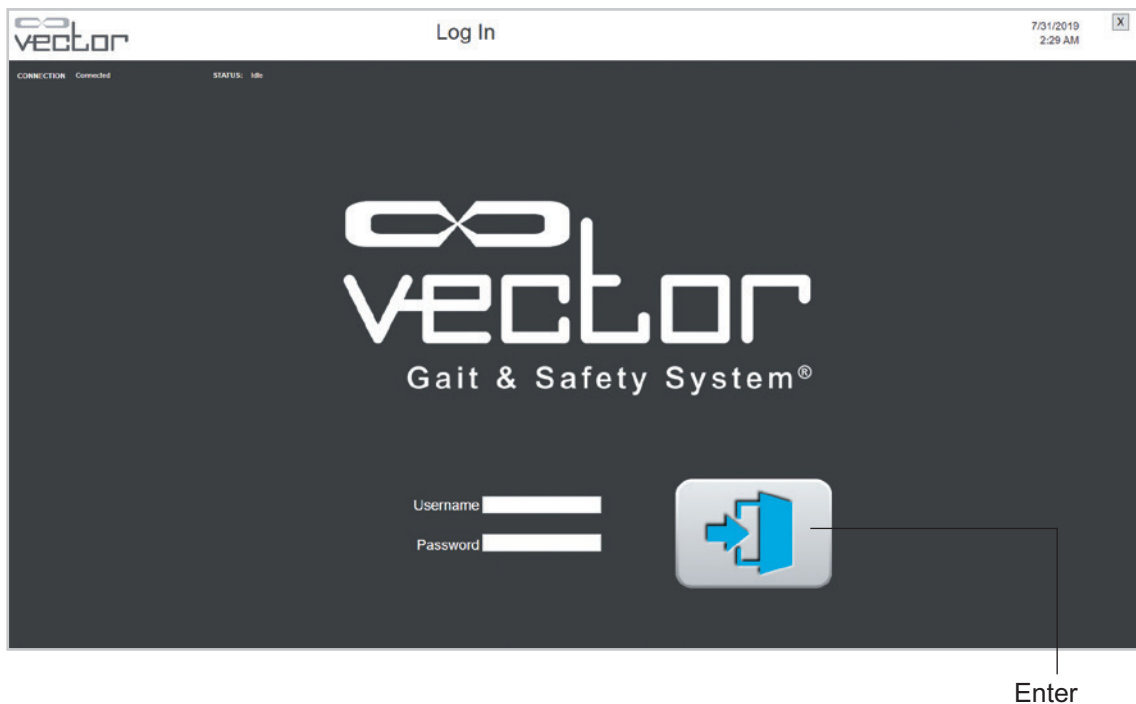 vector
Log In
7/31/2019
2:29 AM
X
CONNECTION Connected STATUS: Idle
vector
Gait & Safety System®
Username
Password
Enter